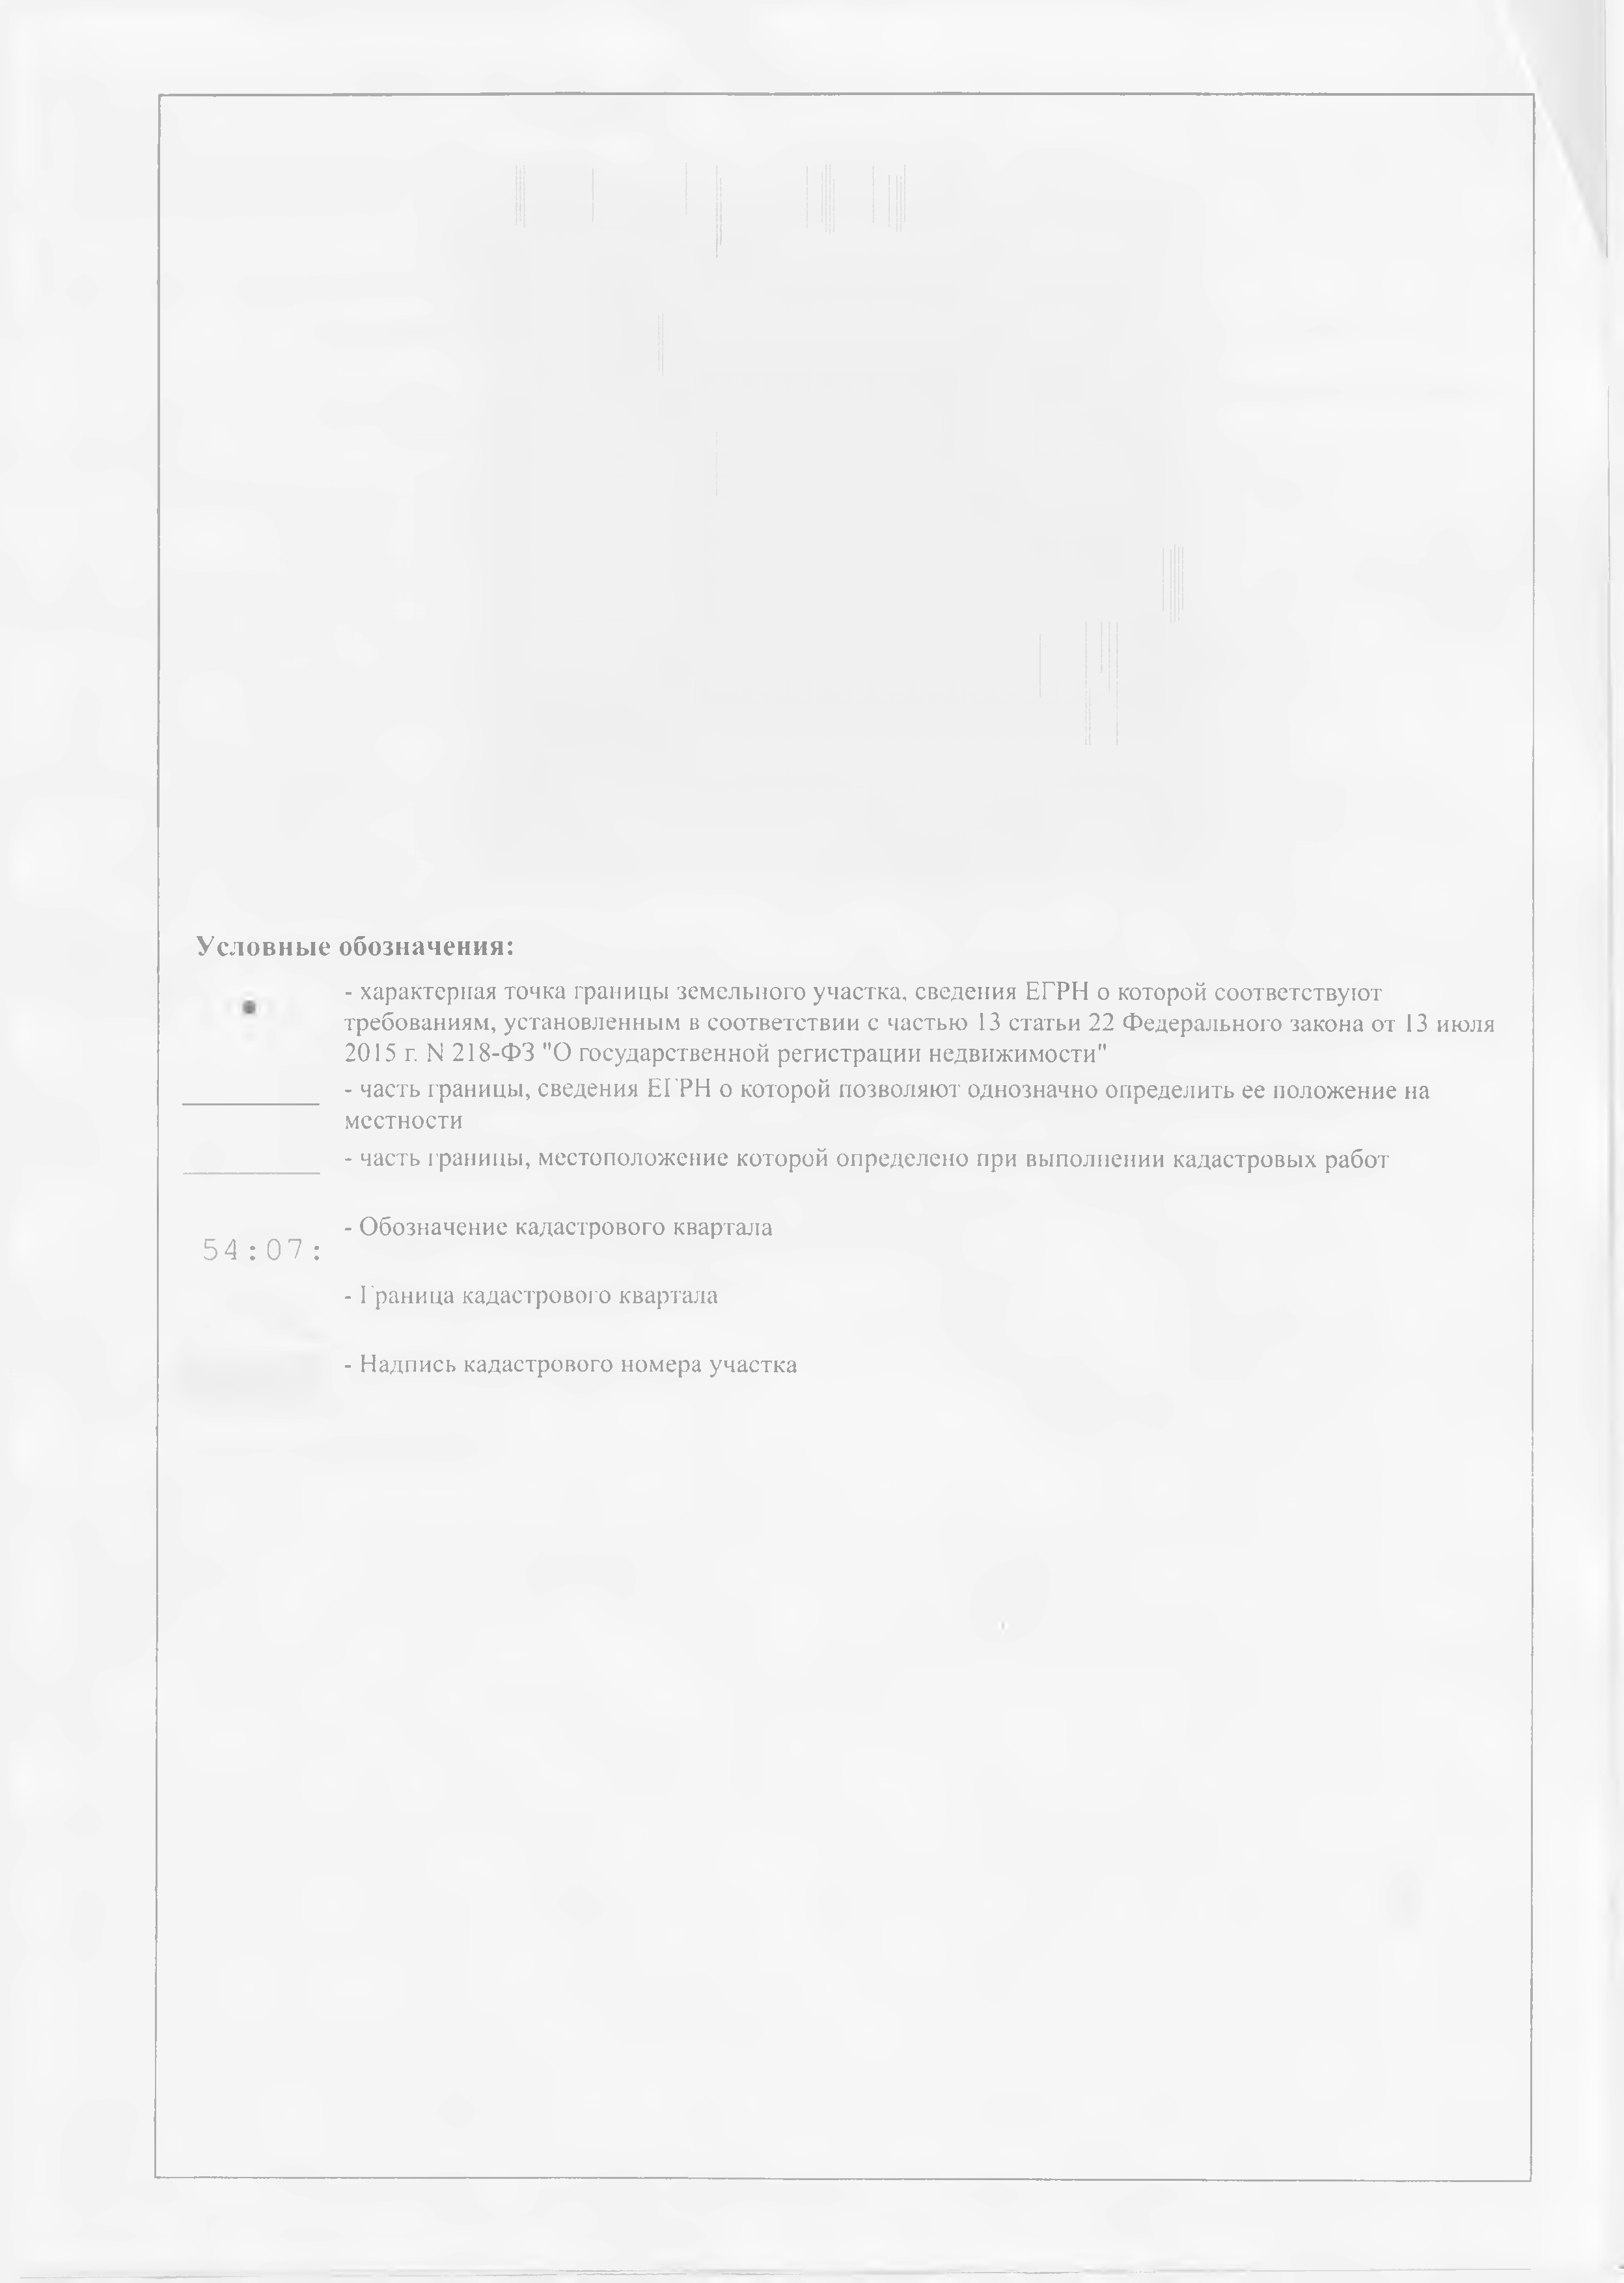 Условные обозначения:
- характерная точка границы земельного участка, сведения ЕГРН о которой соответствуют
требованиям, установленным в соответствии с частью 13 статьи 22 Федерального закона от 13 июля
2015 г. N 218-ФЗ "О государственной регистрации недвижимости"
- часть границы, сведения ЕГРН о которой позволяют однозначно определить ее положение на
местности
- часть границы, местоположение которой определено при выполнении кадастровых работ
- Обозначение кадастрового квартала
54:07:
- Граница кадастрового квартала
- Надпись кадастрового номера участка